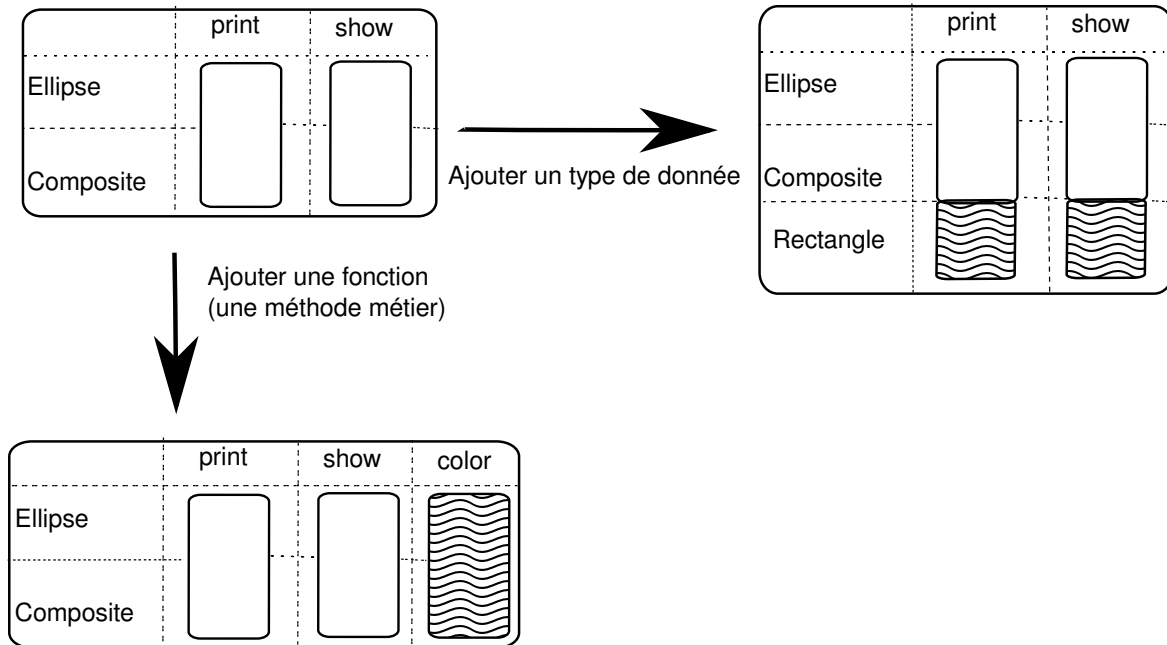 print show
Ellipse
Composite
Ajouter un type de donnée
print show
Ellipse
Composite
Rectangle
Ajouter une fonction
(une méthode métier)
print show color
Ellipse
Composite